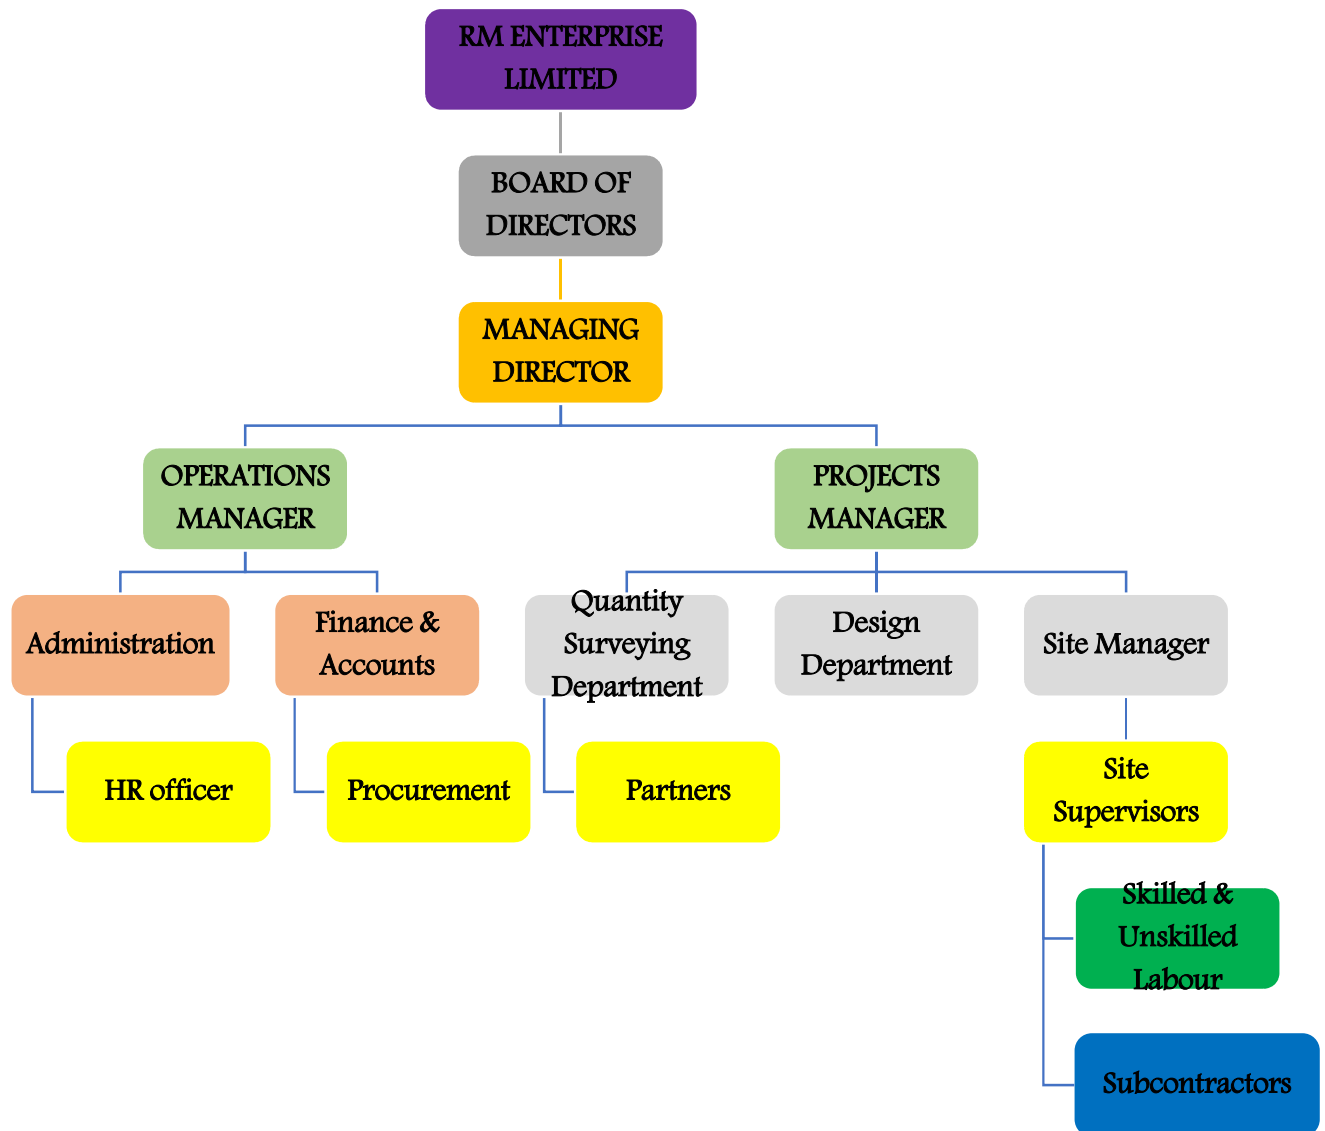 RM ENTERPRISE
LIMITED
BOARD OF
DIRECTORS
MANAGING
DIRECTOR
OPERATIONS
MANAGER
PROJECTS
MANAGER
Administration
Finance &
Accounts
Quantity
Surveying
Department
Design
Department
Site Manager
HR officer
Procurement
Partners
Site
Supervisors
Skilled &
Unskilled
Labour
Subcontractors